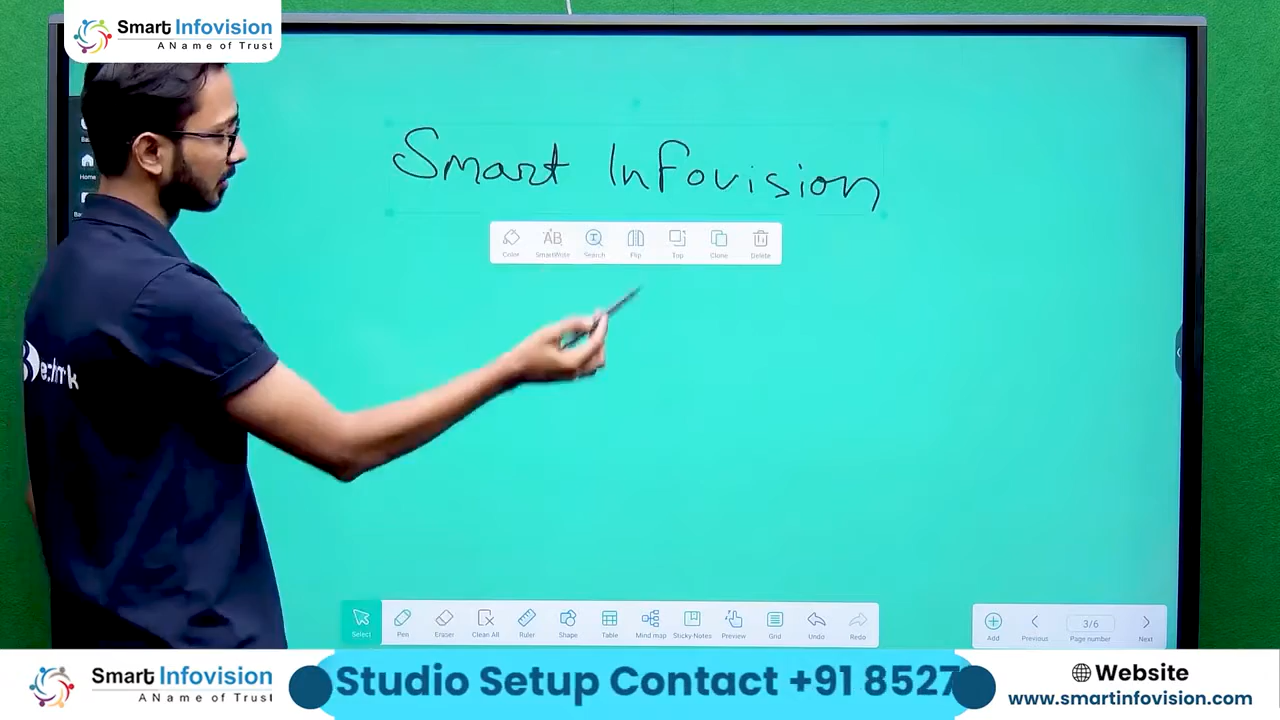 Smart Infovision
A Name of Trust
Smart Infovision
Home
Color
SmartNote
Search
Flip
Top
Clone
Delete
Select
Pen
Eraser
Clean All
Ruler
Shape
Table
Mind map
Sticky-Notes
Preview
Grid
Undo
Redo
Add
Previous
3/6
Page number
Next
Smart Infovision
A Name of Trust
Studio Setup Contact +91 8527
Website
www.smartinfovision.com